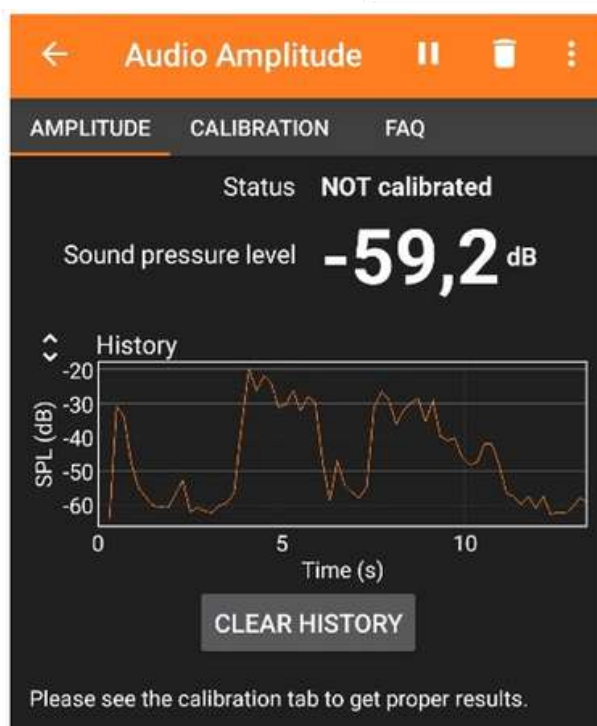 Audio Amplitude
AMPLITUDE CALIBRATION FAQ
Status NOT calibrated
Sound pressure level -59,2 dB
History
-20
-30
-40
-50
-60
SPL (dB)
0 5 10
Time (s)
CLEAR HISTORY
Please see the calibration tab to get proper results.